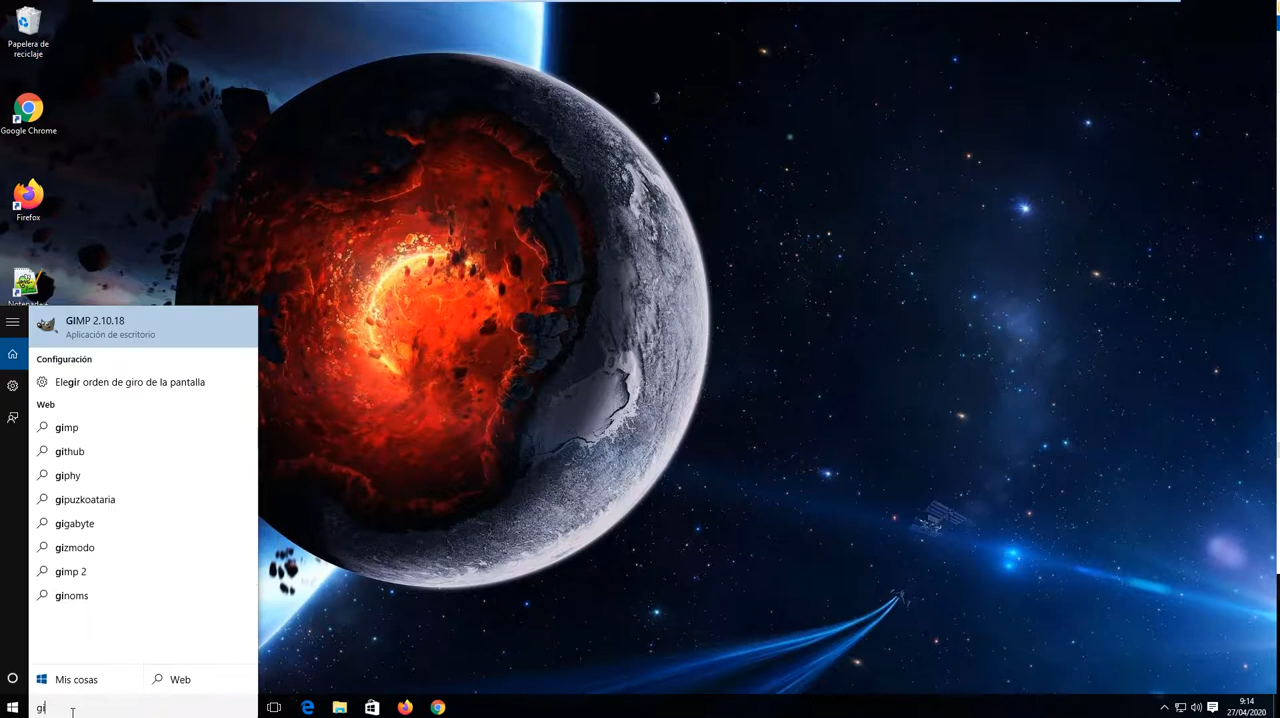 Papelera de
reciclaje
Google Chrome
Firefox
GIMP 2.10.18
Aplicación de escritorio
Configuración
Elegir orden de giro de la pantalla
Web
gimp
github
giphy
gipuzkoataria
gigabyte
gizmodo
gimp 2
ginoms
Mis cosas
Web
gi
9:14
27/04/2020